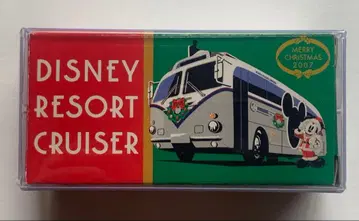 DISNEY
RESORT
CRUISER
MERRY
CHRISTMAS
2007